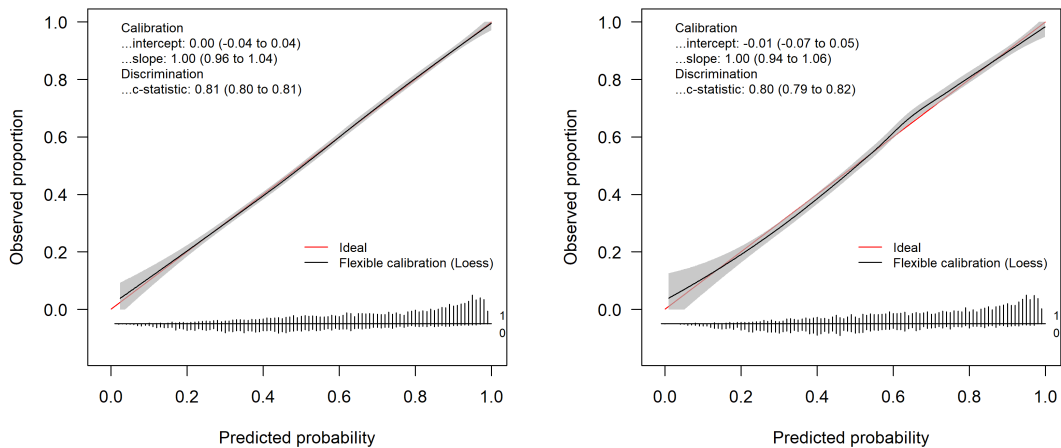 Calibration
...intercept: 0.00 (-0.04 to 0.04)
...slope: 1.00 (0.96 to 1.04)
Discrimination
...c-statistic: 0.81 (0.80 to 0.81)
Observed proportion
1.0
0.8
0.6
0.4
0.2
0.0
Ideal
Flexible calibration (Loess)
1
0
0.0 0.2 0.4 0.6 0.8 1.0
Predicted probability
Calibration
...intercept: -0.01 (-0.07 to 0.05)
...slope: 1.00 (0.94 to 1.06)
Discrimination
...c-statistic: 0.80 (0.79 to 0.82)
Observed proportion
1.0
0.8
0.6
0.4
0.2
0.0
Ideal
Flexible calibration (Loess)
1
0
0.0 0.2 0.4 0.6 0.8 1.0
Predicted probability